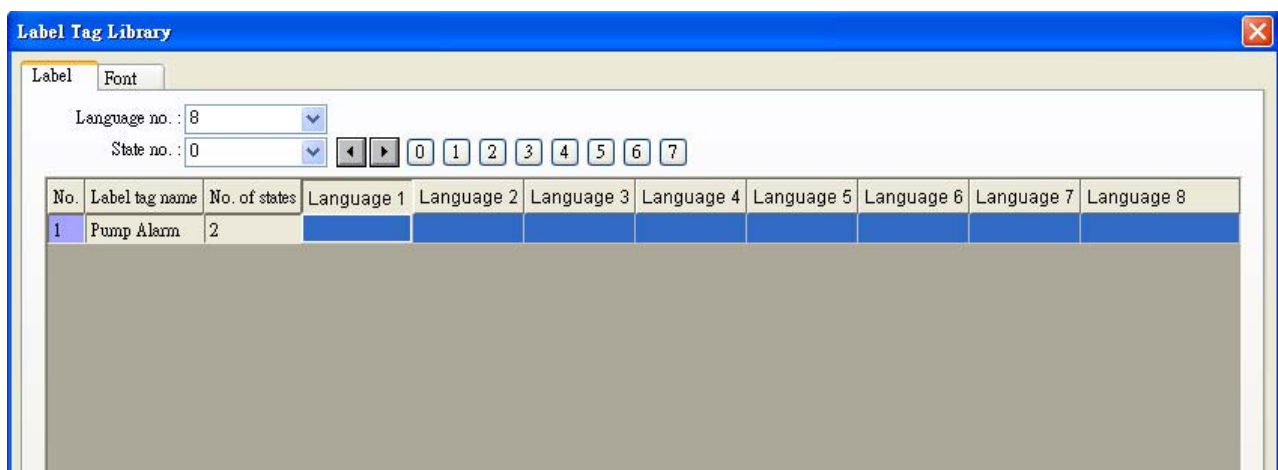 Label Tag Library
Label Font
Language no. : 8
State no. : 0 0 1 2 3 4 5 6 7
No. Label tag name No. of states Language 1 Language 2 Language 3 Language 4 Language 5 Language 6 Language 7 Language 8
1 Pump Alarm 2